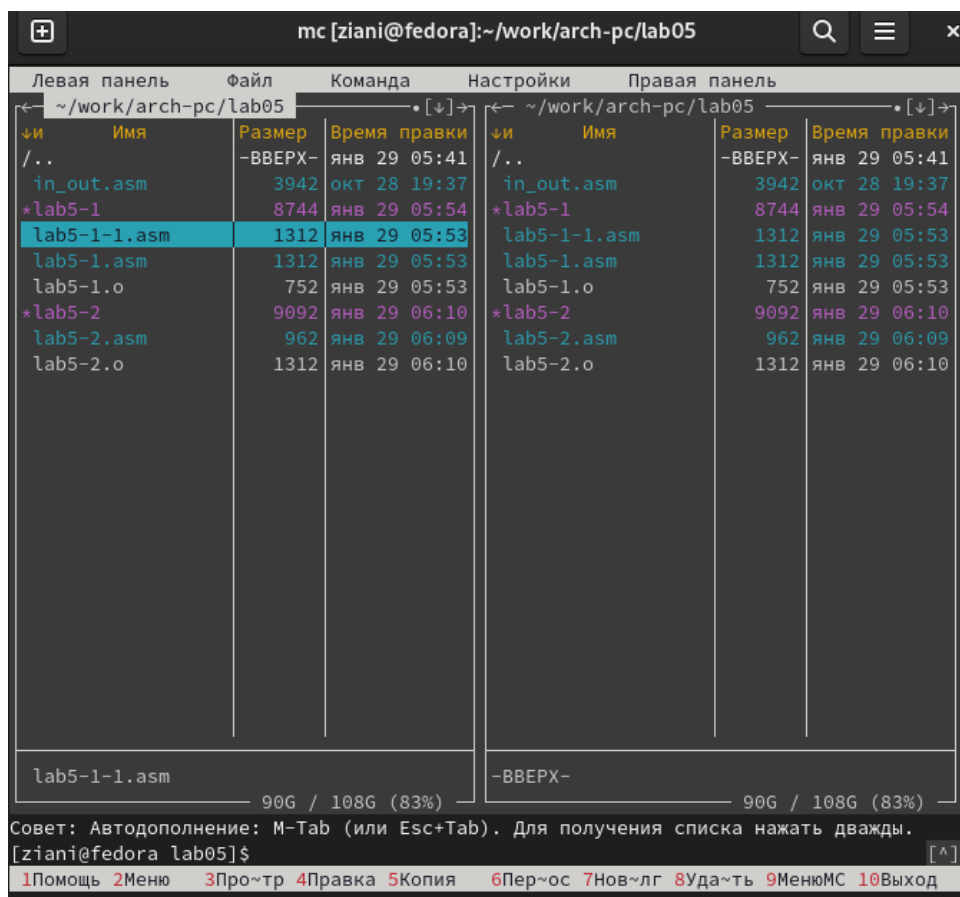 mc [ziani@fedora]:~/work/arch-pc/lab05
Левая панель Файл Команда Настройки Правая панель
~/work/arch-pc/lab05 •[↓] ~/work/arch-pc/lab05 •[↓]
↓и Имя Размер Время правки ↓и Имя Размер Время правки
/.. -ВВЕРХ- янв 29 05:41 /.. -ВВЕРХ- янв 29 05:41
in_out.asm 3942 окт 28 19:37 in_out.asm 3942 окт 28 19:37
*lab5-1 8744 янв 29 05:54 *lab5-1 8744 янв 29 05:54
lab5-1-1.asm 1312 янв 29 05:53 lab5-1-1.asm 1312 янв 29 05:53
lab5-1.asm 1312 янв 29 05:53 lab5-1.asm 1312 янв 29 05:53
lab5-1.o 752 янв 29 05:53 lab5-1.o 752 янв 29 05:53
*lab5-2 9092 янв 29 06:10 *lab5-2 9092 янв 29 06:10
lab5-2.asm 962 янв 29 06:09 lab5-2.asm 962 янв 29 06:09
lab5-2.o 1312 янв 29 06:10 lab5-2.o 1312 янв 29 06:10
lab5-1-1.asm -ВВЕРХ-
90G / 108G (83%) 90G / 108G (83%)
Совет: Автодополнение: M-Tab (или Esc+Tab). Для получения списка нажать дважды.
[ziani@fedora lab05]$ [^]
1Помощь 2Меню 3Про~тр 4Правка 5Копия 6Пер~ос 7Нов~лг 8Уда~ть 9МенюМС 10Выход